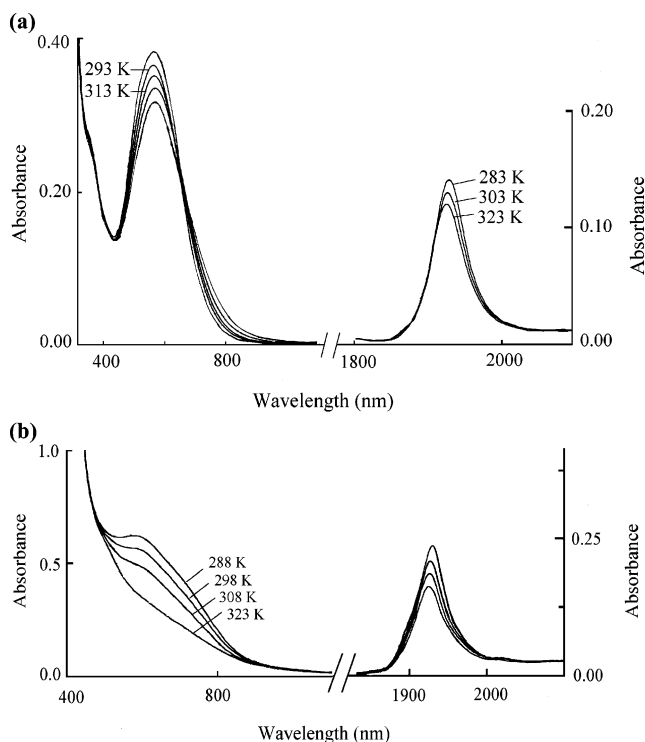 (a)
0.40
0.20
0.00
Absorbance
293 K
313 K
400
800
1800
2000
283 K
303 K
323 K
0.20
0.10
0.00
Absorbance
Wavelength (nm)
(b)
1.0
0.5
0.0
Absorbance
288 K
298 K
308 K
323 K
400
800
1900
2000
0.25
0.00
Absorbance
Wavelength (nm)